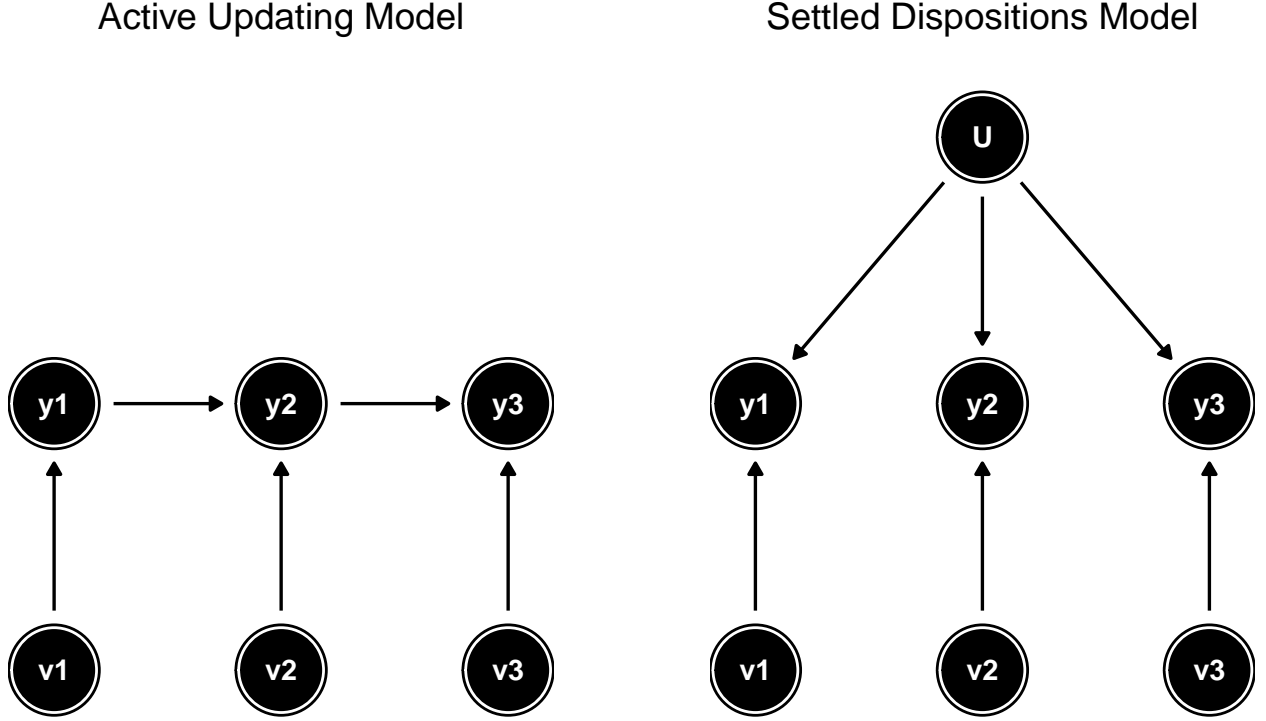 Active Updating Model
Settled Dispositions Model
U
y1
y2
y3
y1
y2
y3
v1
v2
v3
v1
v2
v3